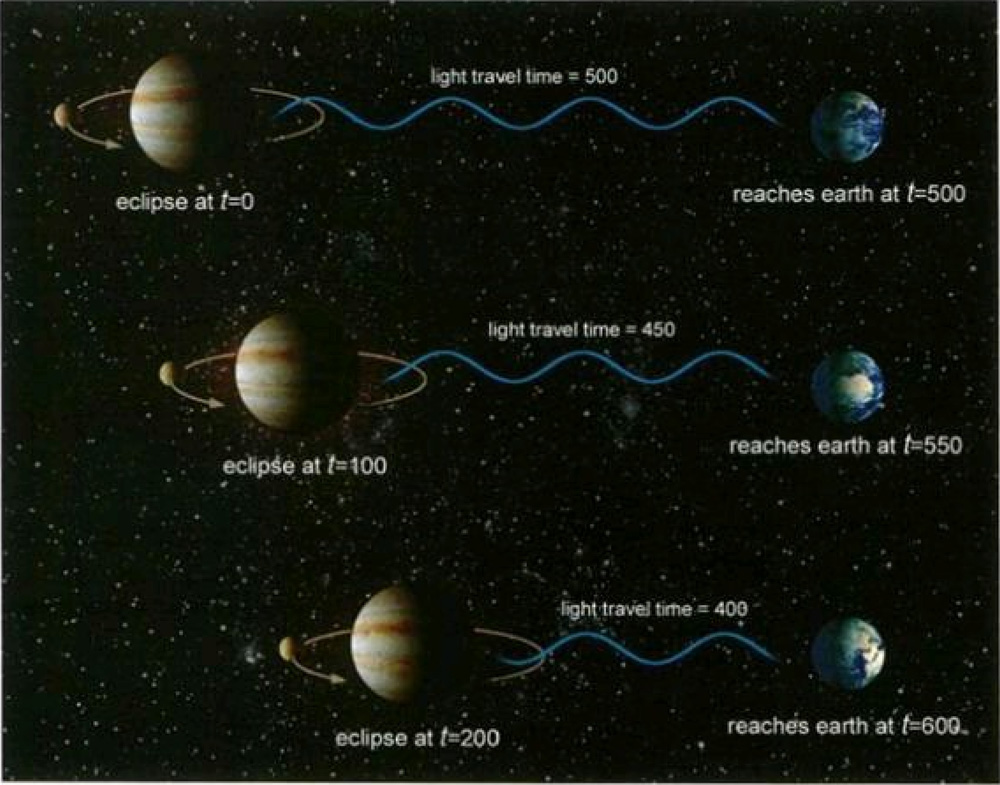 light travel time = 500
eclipse at t=0
reaches earth at t=500
light travel time = 450
eclipse at t=100
reaches earth at t=550
light travel time = 400
eclipse at t=200
reaches earth at t=600